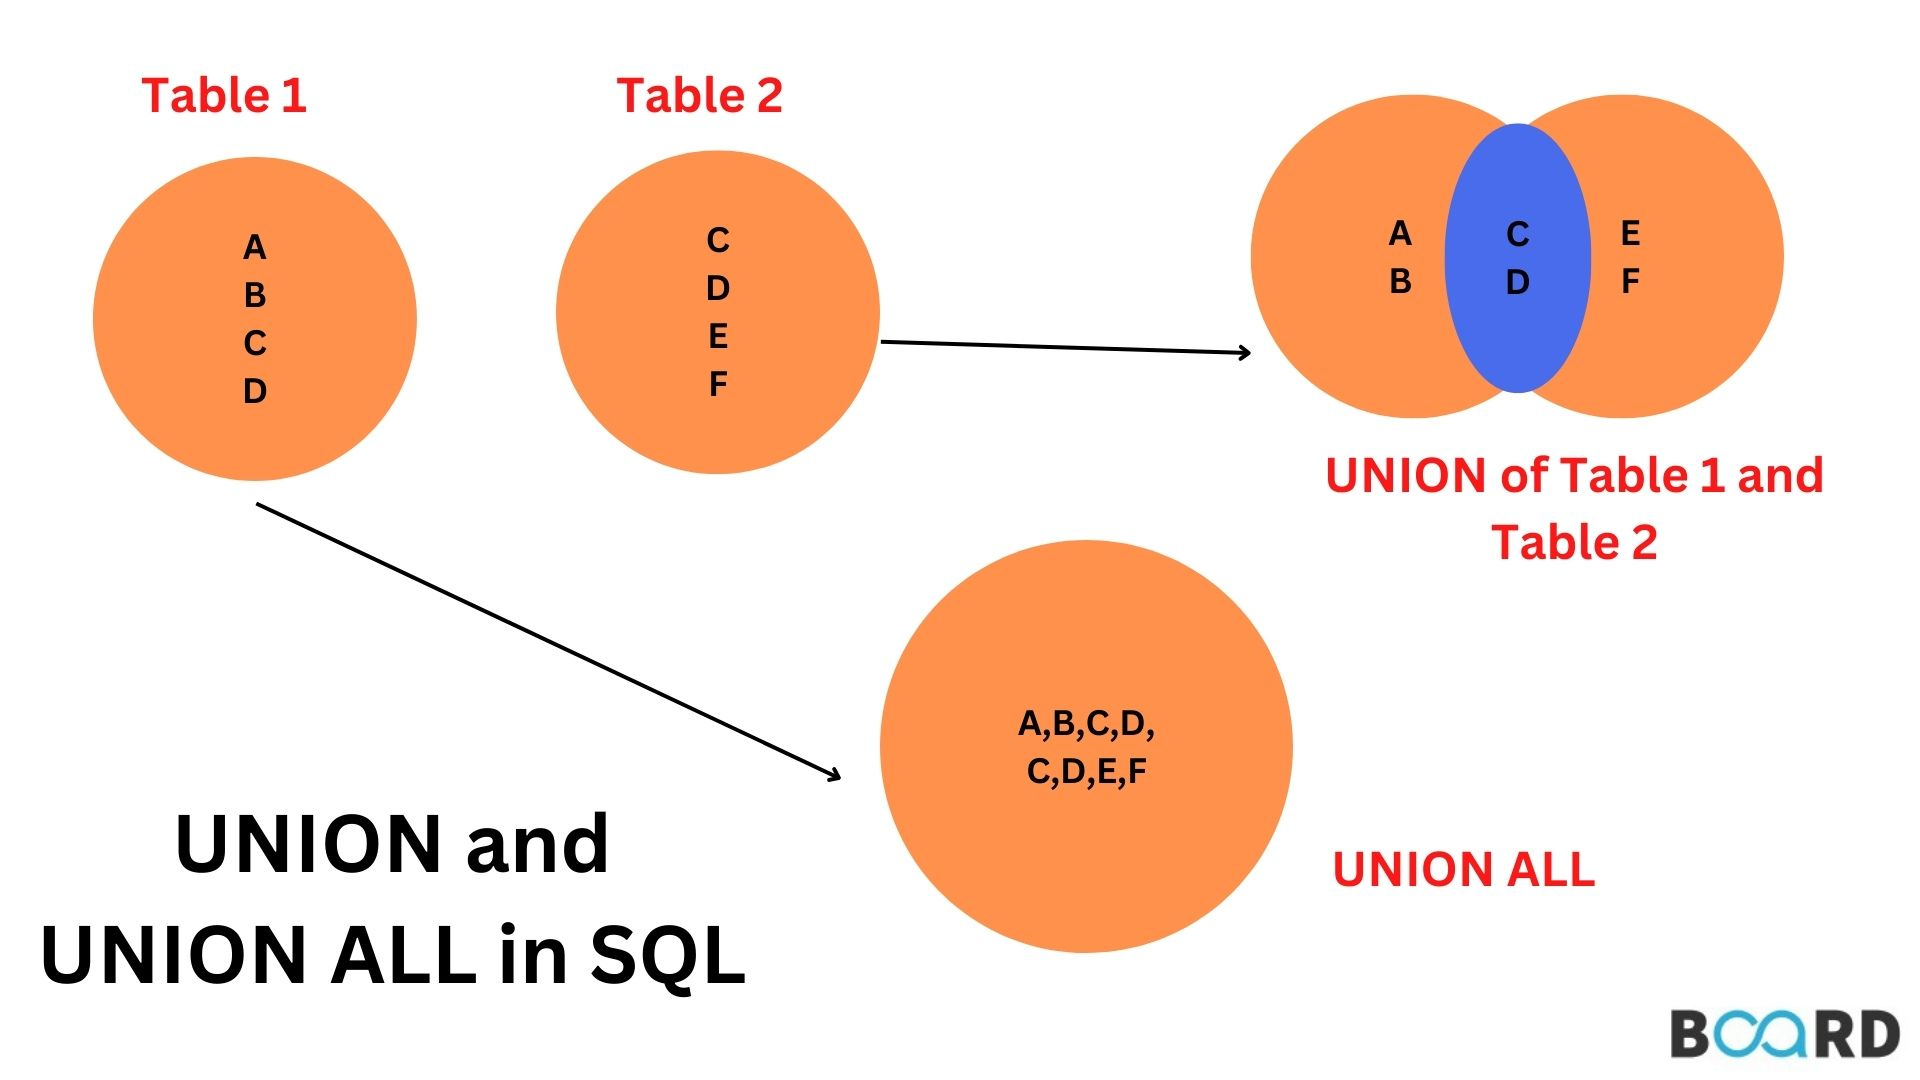 Table 1
A
B
C
D
Table 2
C
D
E
F
A
B
C
D
E
F
UNION of Table 1 and
Table 2
A,B,C,D,
C,D,E,F
UNION ALL
UNION and
UNION ALL in SQL
BOARD